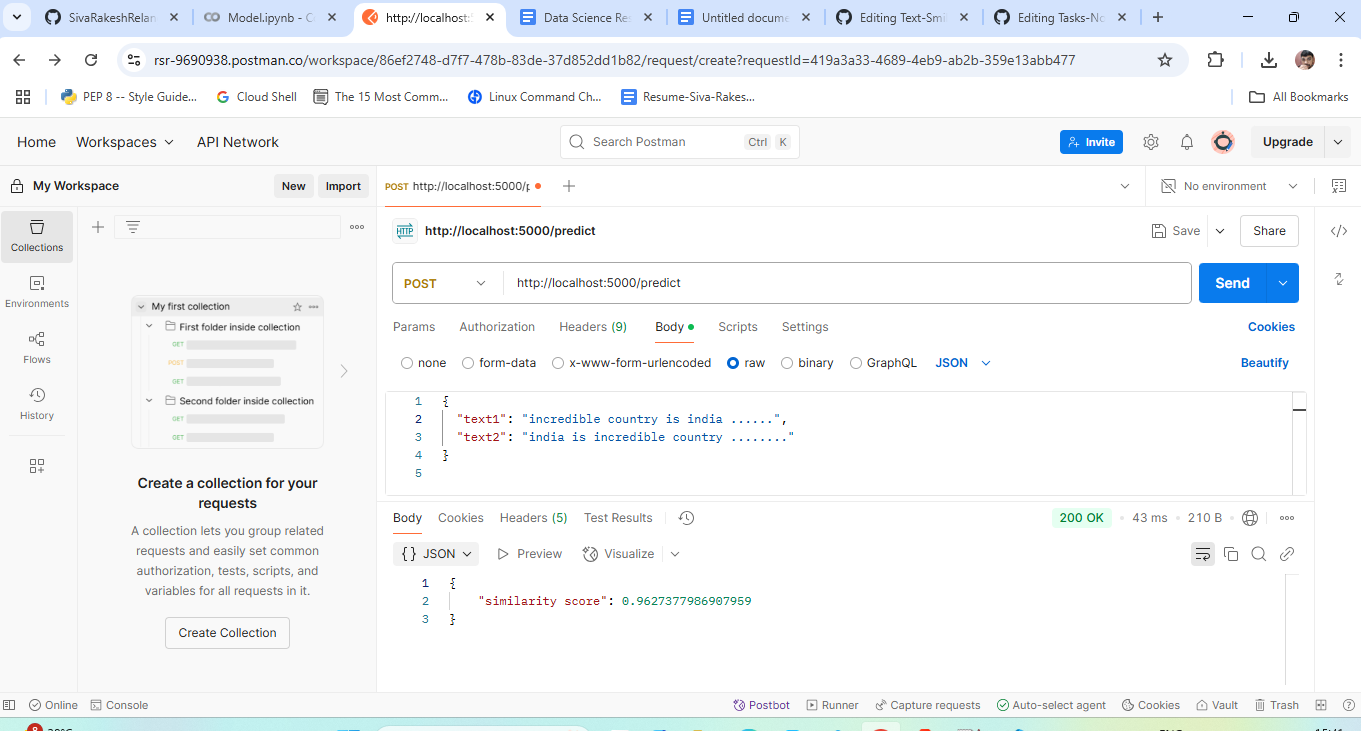 SivaRakeshRelan
Model.ipynb - C
http://localhost:
Data Science Re
Untitled docume
Editing Text-Smi
Editing Tasks-No
rsr-9690938.postman.co/workspace/86ef2748-d7f7-478b-83de-37d852dd1b82/request/create?requestId=419a3a33-4689-4eb9-ab2b-359e13abb477
PEP 8 -- Style Guide...
Cloud Shell
The 15 Most Comm...
Linux Command Ch...
Resume-Siva-Rakes...
All Bookmarks
Home
Workspaces
API Network
Search Postman
Ctrl
K
Invite
Upgrade
My Workspace
New
Import
POST http://localhost:5000/p
No environment
Collections
Environments
Flows
History
My first collection
First folder inside collection
GET
POST
GET
Second folder inside collection
GET
GET
Create a collection for your
requests
A collection lets you group related
requests and easily set common
authorization, tests, scripts, and
variables for all requests in it.
Create Collection
HTTP
http://localhost:5000/predict
Save
Share
POST
http://localhost:5000/predict
Send
Params
Authorization
Headers (9)
Body
Scripts
Settings
Cookies
none
form-data
x-www-form-urlencoded
raw
binary
GraphQL
JSON
Beautify
1 {
2 "text1": "incredible country is india ......",
3 "text2": "india is incredible country ........"
4 }
5
Body
Cookies
Headers (5)
Test Results
200 OK
43 ms
210 B
{} JSON
Preview
Visualize
1 {
2 "similarity score": 0.9627377986907959
3 }
Online
Console
Postbot
Runner
Capture requests
Auto-select agent
Cookies
Vault
Trash